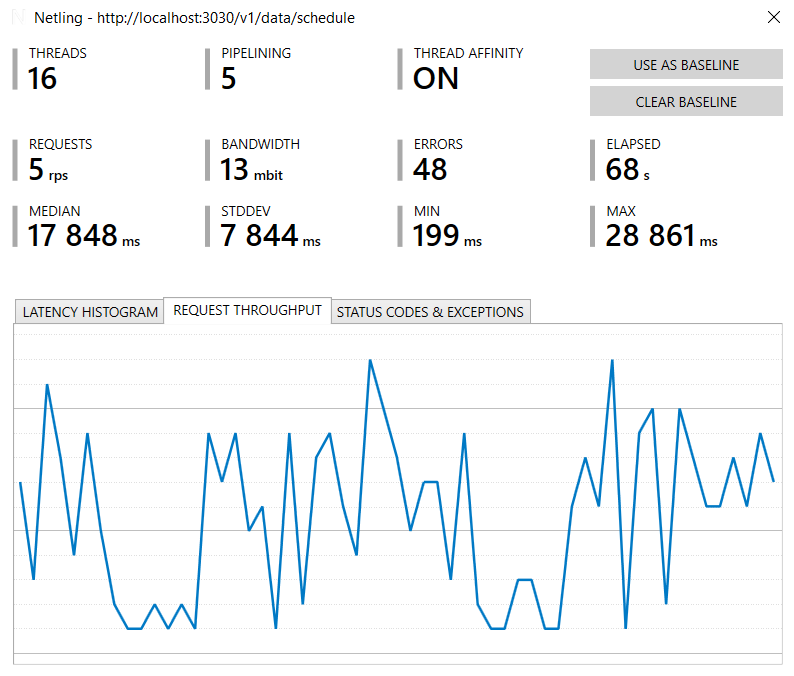 Netling - http://localhost:3030/v1/data/schedule
THREADS
16
PIPELINING
5
THREAD AFFINITY
ON
USE AS BASELINE
CLEAR BASELINE
REQUESTS
5 rps
BANDWIDTH
13 mbit
ERRORS
48
ELAPSED
68 s
MEDIAN
17 848 ms
STDDEV
7 844 ms
MIN
199 ms
MAX
28 861 ms
LATENCY HISTOGRAM
REQUEST THROUGHPUT
STATUS CODES & EXCEPTIONS